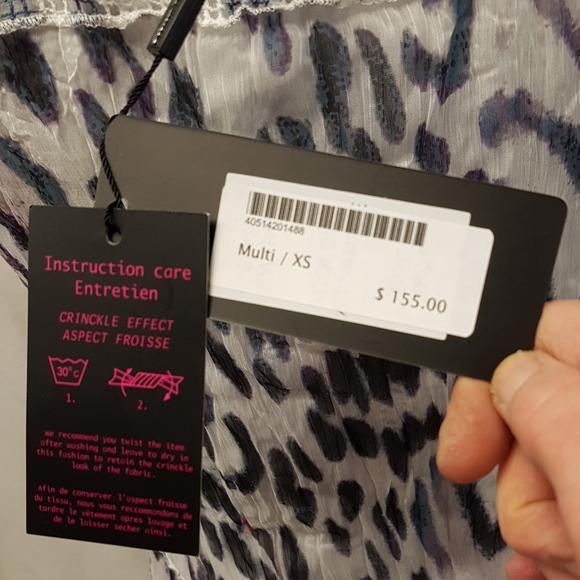 40514201488
Multi / XS
$ 155.00
Instruction care
Entretien
CRINCKLE EFFECT
ASPECT FROISSE
30°c
1.
2.
We recommend you twist the item
after washing and leave to dry in
this fashion to retain the crinckle
look of the fabric.
Afin de conserver l'aspect froisse
du tissu, nous vous recommandons de
tordre le vêtement apres lavage et
de le laisser secher ainsi.